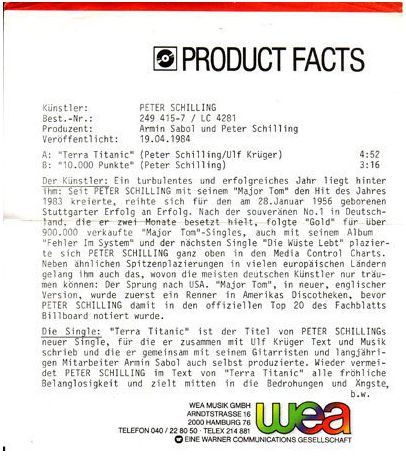 PRODUCT FACTS
Künstler: PETER SCHILLING
Best.-Nr.: 249 415-7 / LC 4281
Produzent: Armin Sabol und Peter Schilling
Veröffentlicht: 19.04.1984
A: "Terra Titanic" (Peter Schilling/Ulf Krüger) 4:52
B: "10.000 Punkte" (Peter Schilling) 3:16
Der Künstler: Ein turbulentes und erfolgreiches Jahr liegt hinter
ihm: Seit PETER SCHILLING mit seinem "Major Tom" den Hit des Jahres
1983 kreierte, reihte sich für den am 28.Januar 1956 geborenen
Stuttgarter Erfolg an Erfolg. Nach der souveränen No.1 in Deutsch-
land, die er zwei Monate besetzt hielt, folgte "Gold" für über
900.000 verkaufte "Major Tom"-Singles, auch mit seinem Album
"Fehler Im System" und der nächsten Single "Die Wüste Lebt" plazier-
te sich PETER SCHILLING ganz oben in den Media Control Charts.
Neben ähnlichen Spitzenplazierungen in vielen europäischen Ländern
gelang ihm auch das, wovon die meisten deutschen Künstler nur träu-
men können: Der Sprung nach USA. "Major Tom", in neuer, englischer
Version, wurde zuerst ein Renner in Amerikas Discotheken, bevor
PETER SCHILLING damit in den offiziellen Top 20 des Fachblatts
Billboard notiert wurde.
Die Single: "Terra Titanic" ist der Titel von PETER SCHILLINGs
neuer Single, für die er zusammen mit Ulf Krüger Text und Musik
schrieb und die er gemeinsam mit seinem Gitarristen und langjähri-
gen Mitarbeiter Armin Sabol auch selbst produzierte. Wieder vermei-
det PETER SCHILLING im Text von "Terra Titanic" alle fröhliche
Belanglosigkeit und zielt mitten in die Bedrohungen und Ängste,
b.w.
WEA MUSIK GMBH
ARNDTSTRASSE 16
2000 HAMBURG 76
TELEFON 040 / 22 80 50 · TELEX 214 881
EINE WARNER COMMUNICATIONS GESELLSCHAFT
wea